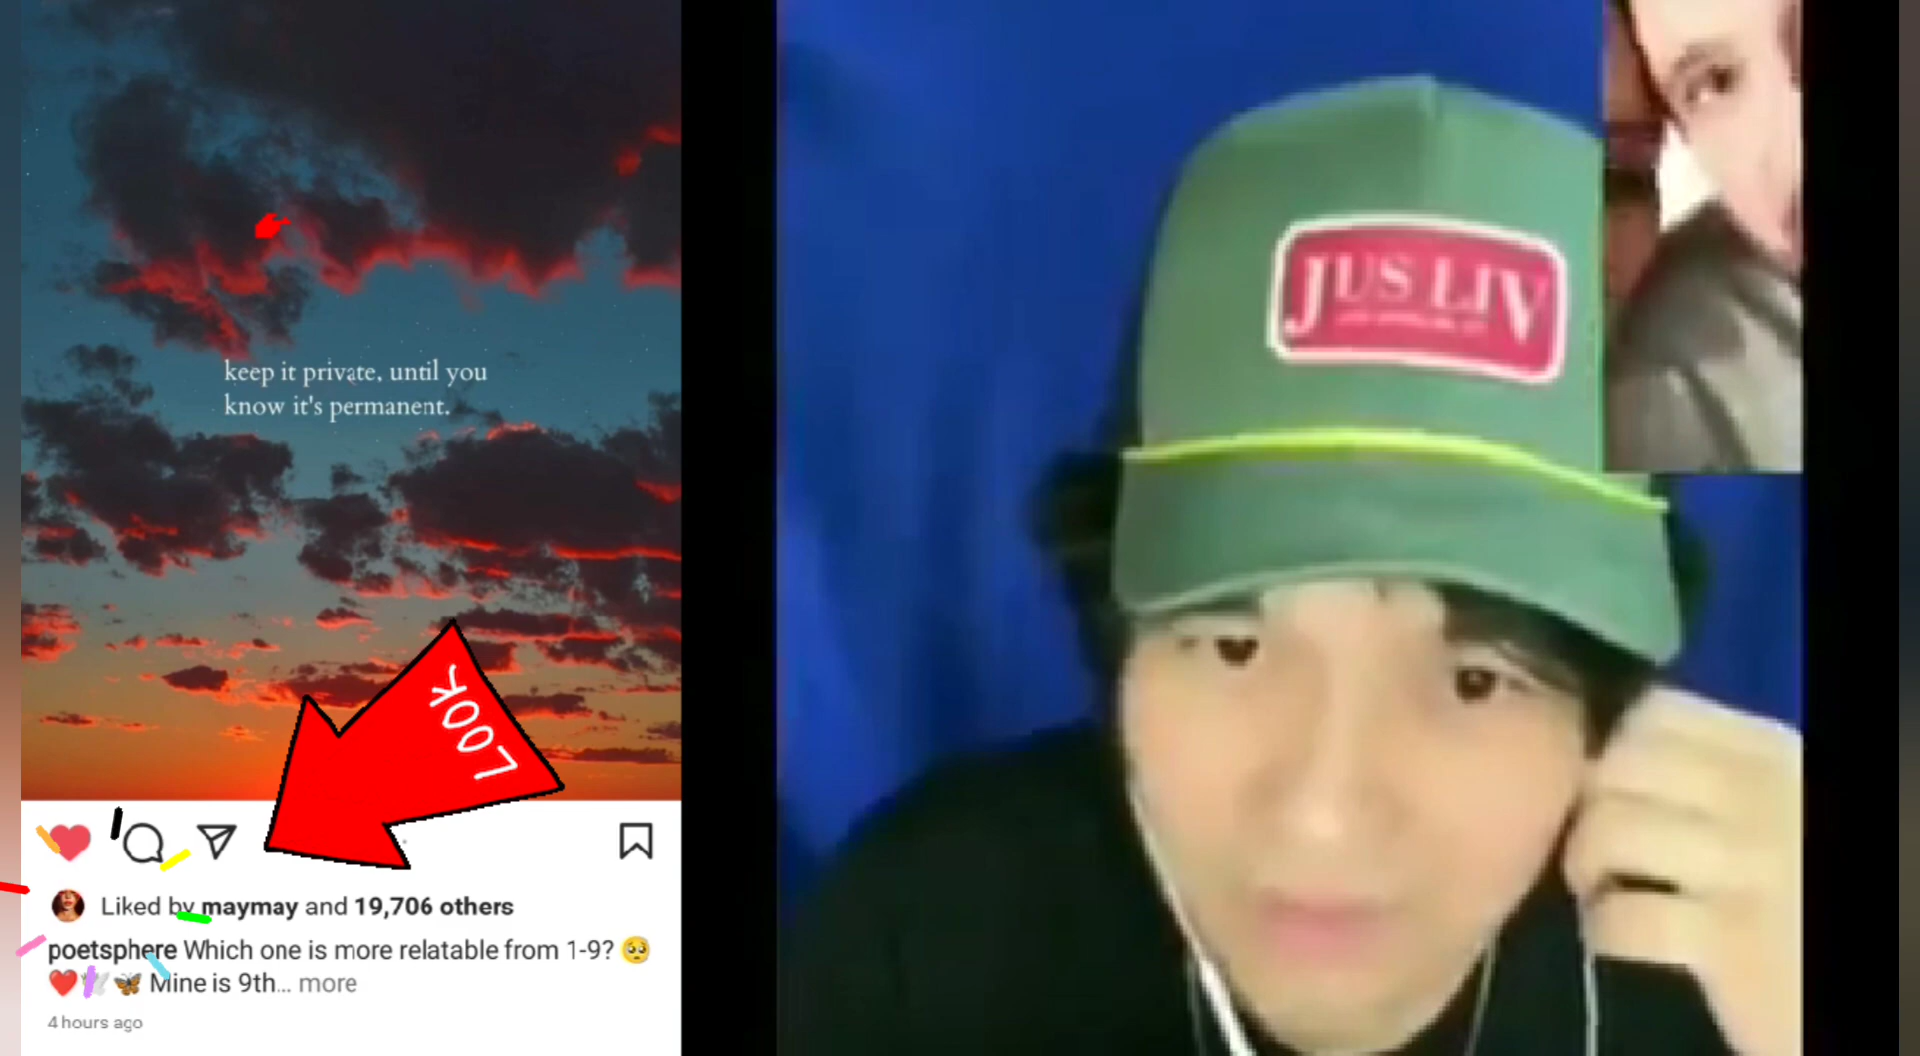 keep it private, until you
know it's permanent.
LOOK
Liked by maymay and 19,706 others
poetsphere Which one is more relatable from 1-9? 🥺
❤️🕊️🦋 Mine is 9th... more
4 hours ago
JUS LIV